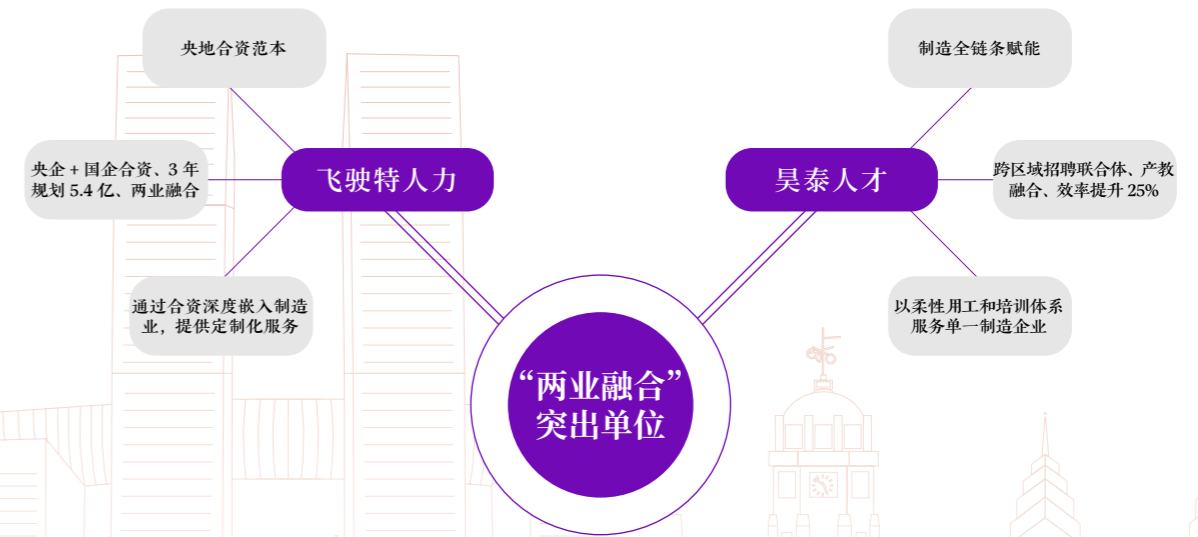 央地合资范本
央企 + 国企合资、3 年
规划 5.4 亿、两业融合
通过合资深度嵌入制造
业，提供定制化服务
飞驶特人力
制造全链条赋能
昊泰人才
跨区域招聘联合体、产教
融合、效率提升 25%
以柔性用工和培训体系
服务单一制造企业
“两业融合”
突出单位